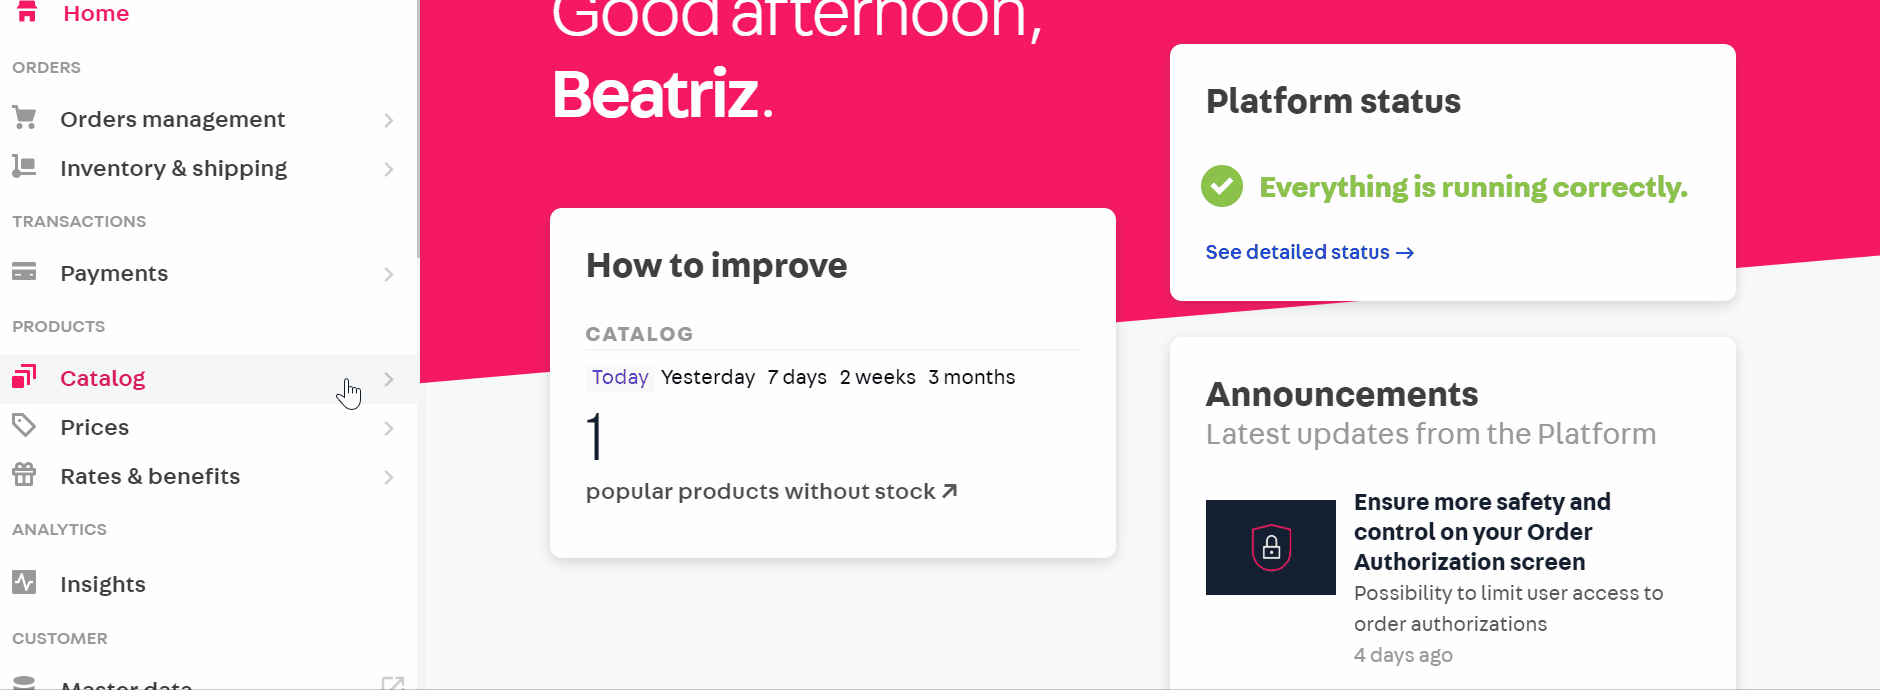 Home
ORDERS
Orders management
Inventory & shipping
TRANSACTIONS
Payments
PRODUCTS
Catalog
Prices
Rates & benefits
ANALYTICS
Insights
CUSTOMER
Master data
Good afternoon,
Beatriz.
How to improve
CATALOG
Today Yesterday 7 days 2 weeks 3 months
1
popular products without stock
Platform status
Everything is running correctly.
See detailed status →
Announcements
Latest updates from the Platform
Ensure more safety and
control on your Order
Authorization screen
Possibility to limit user access to
order authorizations
4 days ago